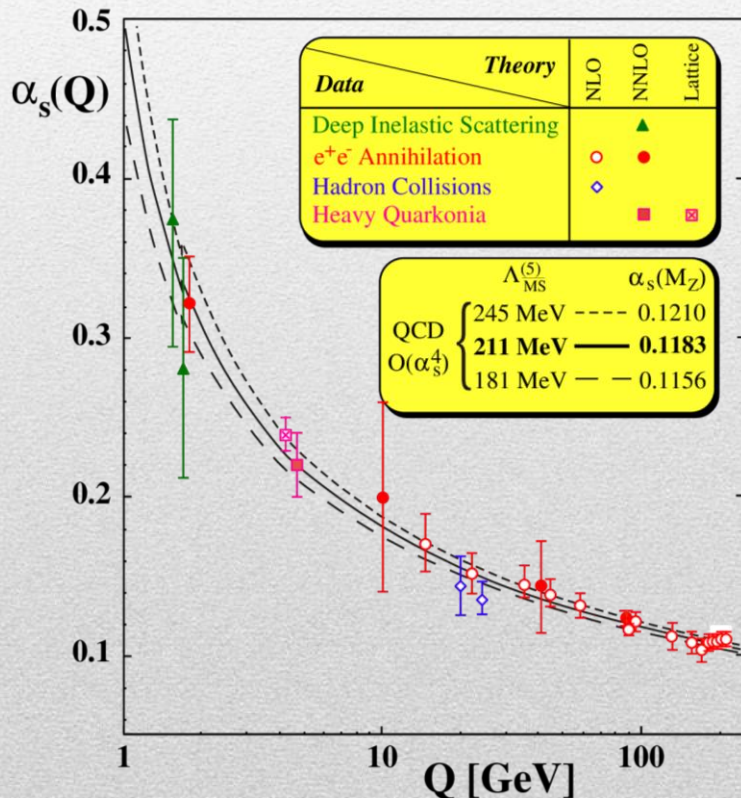 0.5
αs(Q)
0.4
0.3
0.2
0.1
1
10
100
Q [GeV]
Theory
Data
NLO
NNLO
Lattice
Deep Inelastic Scattering
e+e- Annihilation
Hadron Collisions
Heavy Quarkonia
Λ(5)MS αs(MZ)
QCD
O(αs4)
245 MeV 0.1210
211 MeV 0.1183
181 MeV 0.1156